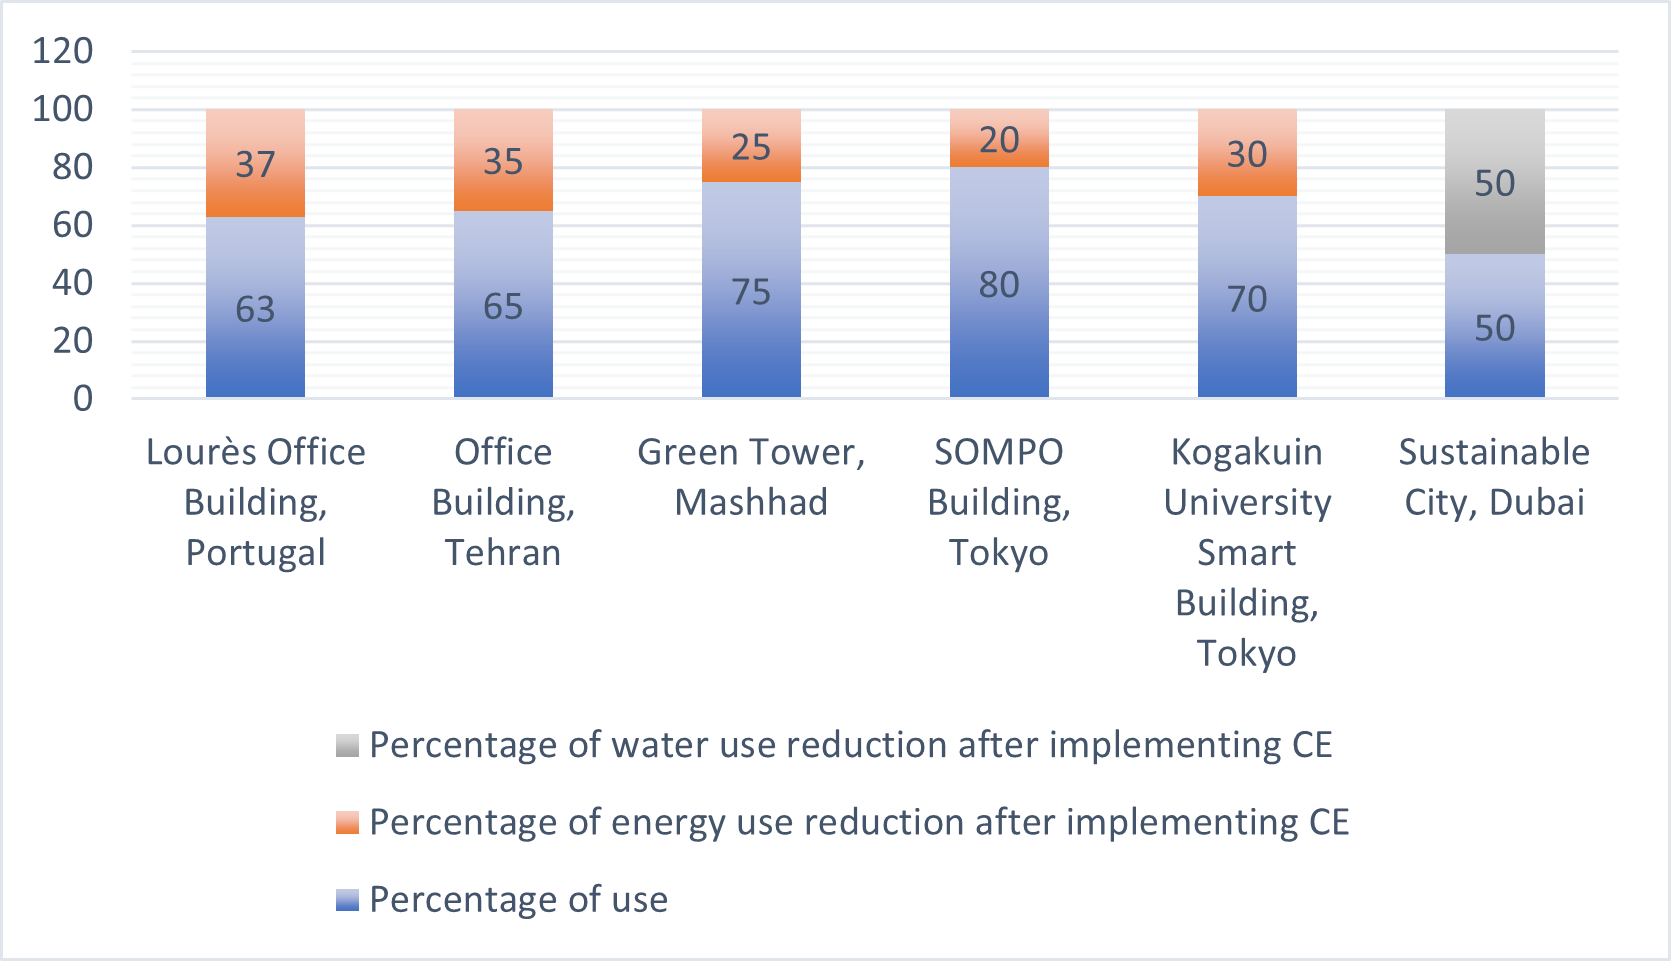 120
100
80
60
40
20
0
37
35
25
20
30
50
63
65
75
80
70
50
Lourès Office
Building,
Portugal
Office
Building,
Tehran
Green Tower,
Mashhad
SOMPO
Building,
Tokyo
Kogakuin
University
Smart
Building,
Tokyo
Sustainable
City, Dubai
Percentage of water use reduction after implementing CE
Percentage of energy use reduction after implementing CE
Percentage of use